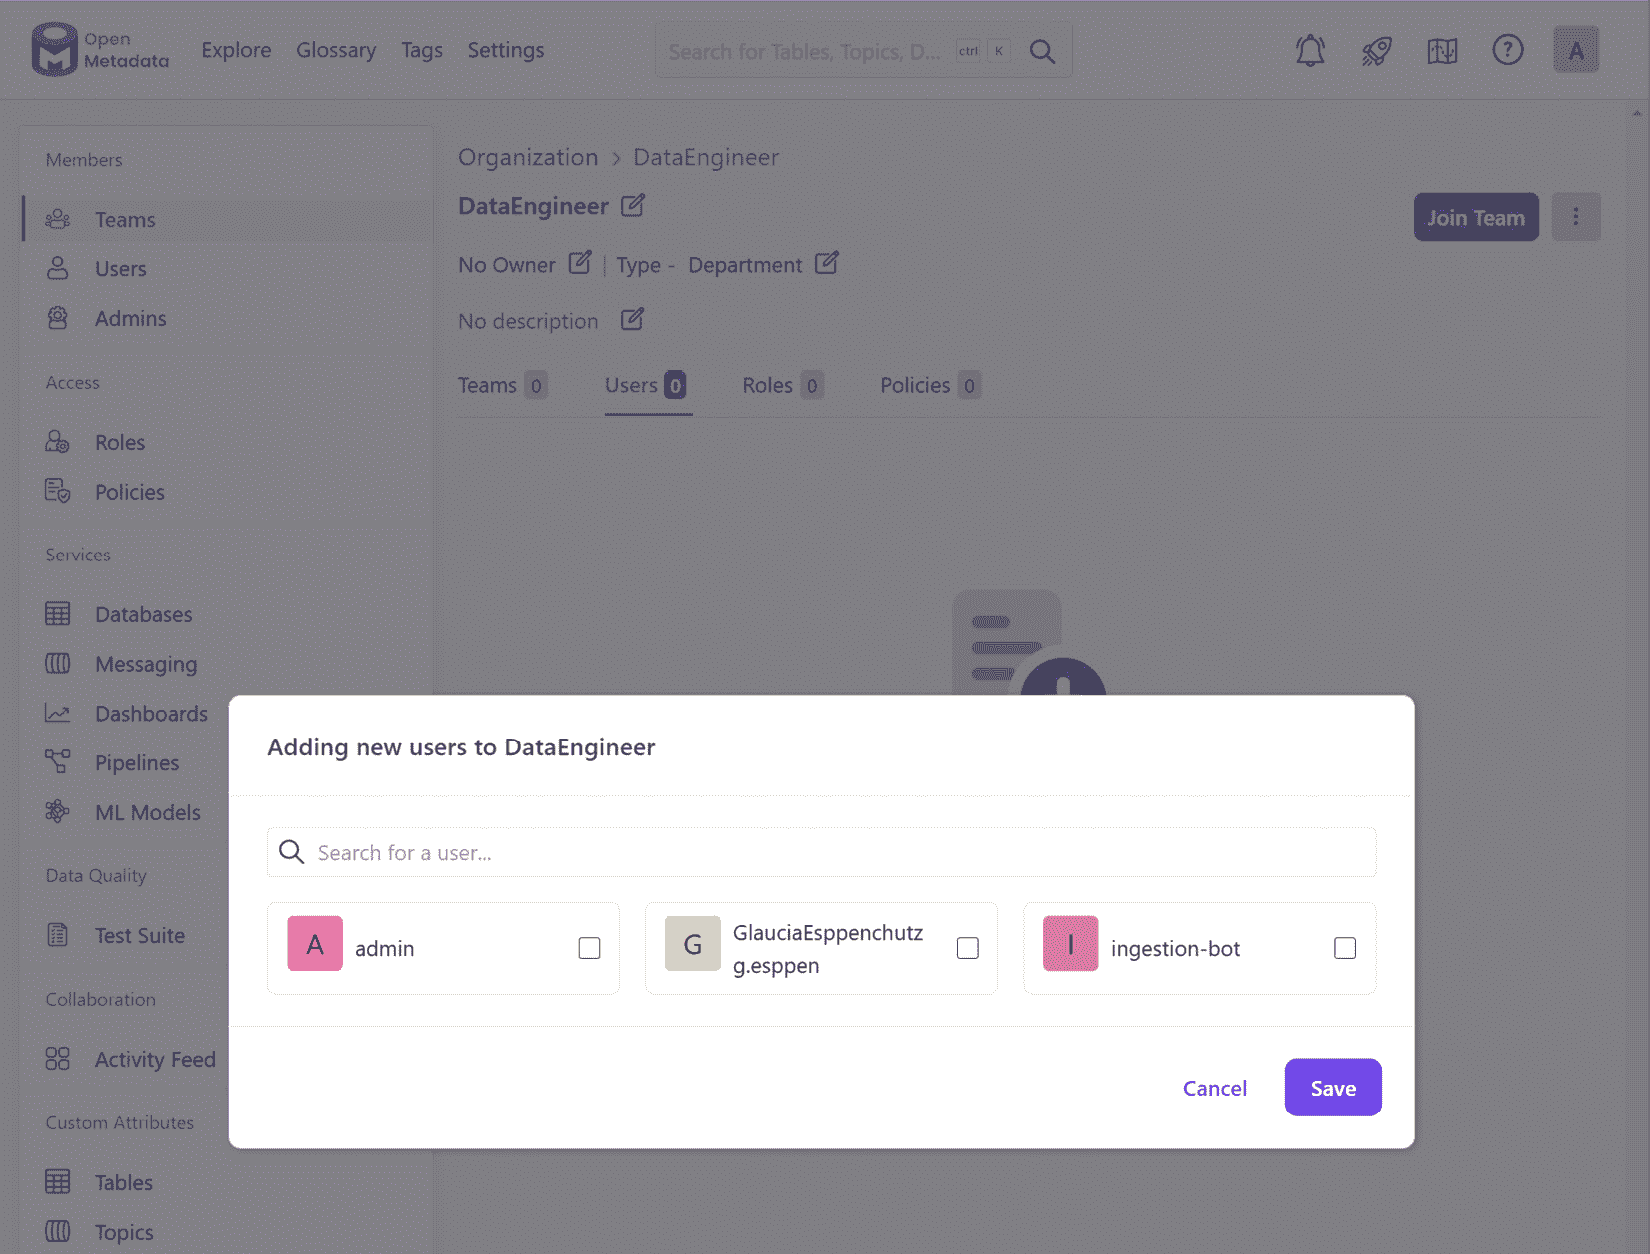 Open
Metadata
Explore Glossary Tags Settings
Search for Tables, Topics, D... ctrl K
A
Members
Teams
Users
Admins
Access
Roles
Policies
Services
Databases
Messaging
Dashboards
Pipelines
ML Models
Data Quality
Test Suite
Collaboration
Activity Feed
Custom Attributes
Tables
Topics
Organization > DataEngineer
DataEngineer
Join Team
No Owner | Type - Department
No description
Teams 0 Users 0 Roles 0 Policies 0
Adding new users to DataEngineer
Search for a user...
A admin
G GlauciaEsppenchutz
g.esppen
I ingestion-bot
Cancel Save